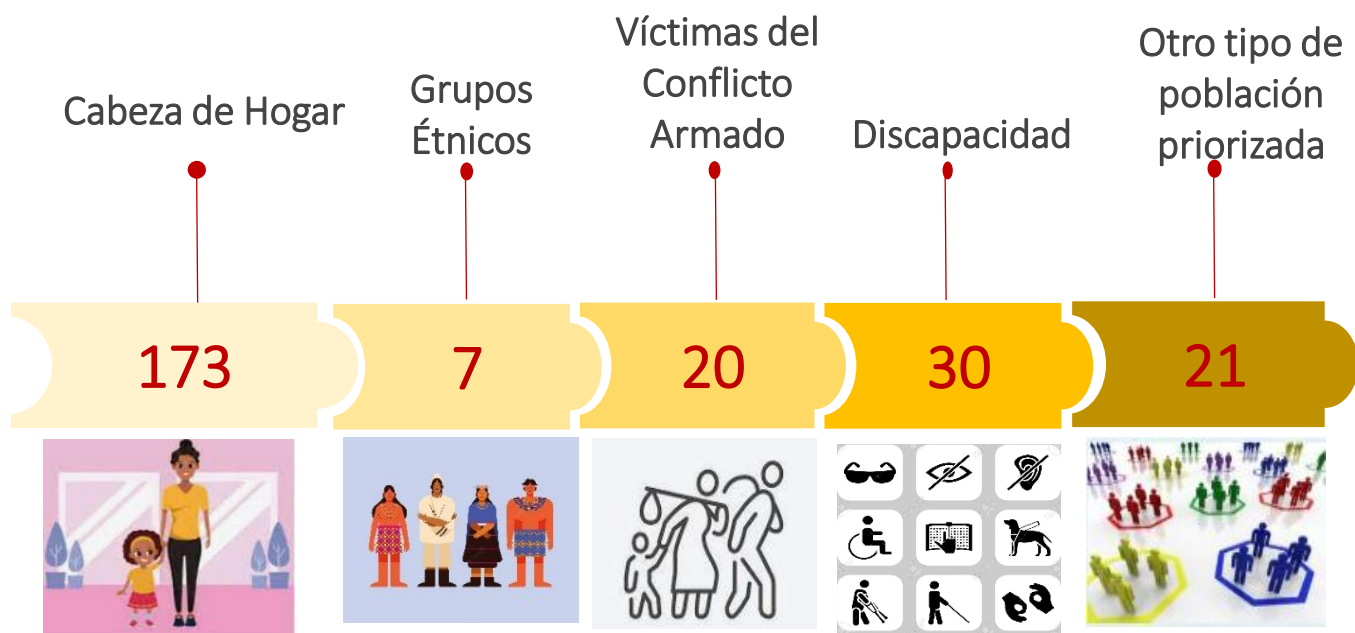 Cabeza de Hogar
Grupos
Étnicos
Víctimas del
Conflicto
Armado
Discapacidad
Otro tipo de
población
priorizada
173
7
20
30
21